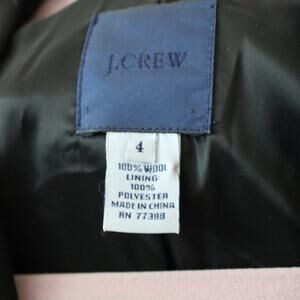 J.CREW
4
100% WOOL
LINING
100%
POLYESTER
MADE IN CHINA
RN 77388